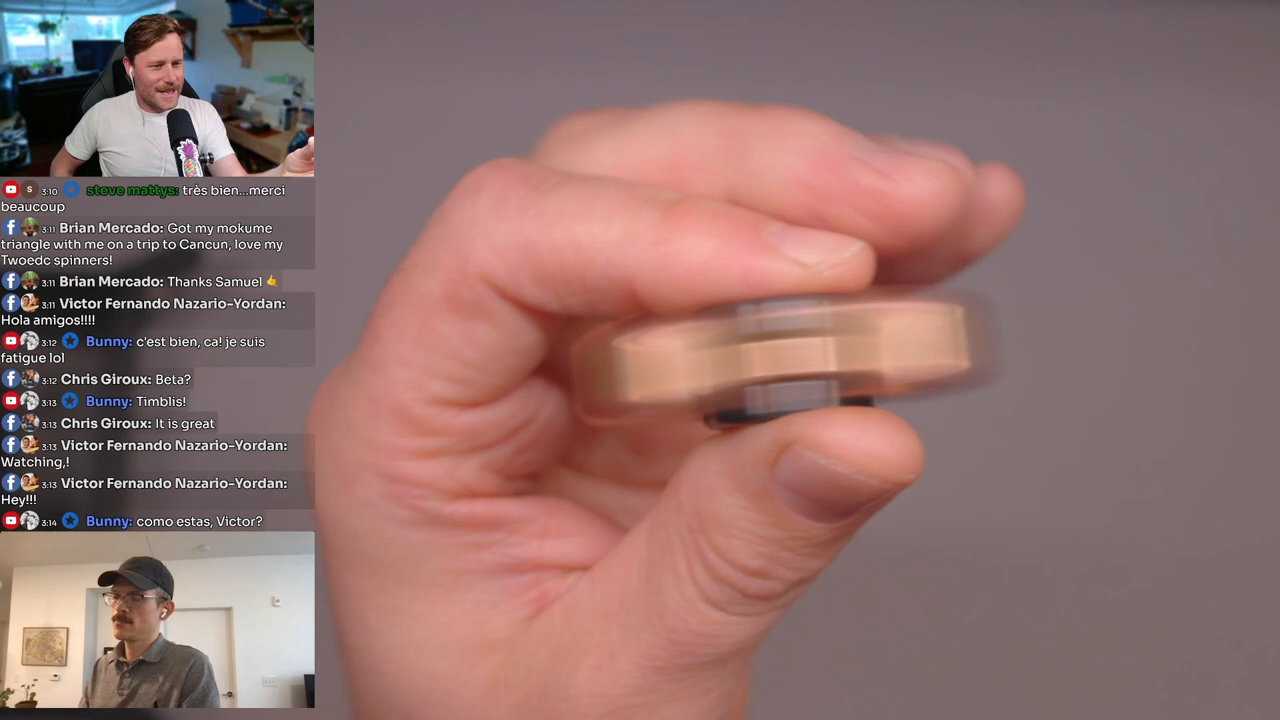 S 3:10 steve mattys: très bien...merci
beaucoup
3:11 Brian Mercado: Got my mokume
triangle with me on a trip to Cancun, love my
Twoedc spinners!
3:11 Brian Mercado: Thanks Samuel 🤙
3:11 Victor Fernando Nazario-Yordan:
Hola amigos!!!!
3:12 Bunny: c'est bien, ca! je suis
fatigue lol
3:12 Chris Giroux: Beta?
3:13 Bunny: Timblis!
3:13 Chris Giroux: It is great
3:13 Victor Fernando Nazario-Yordan:
Watching,!
3:13 Victor Fernando Nazario-Yordan:
Hey!!!
3:14 Bunny: como estas, Victor?